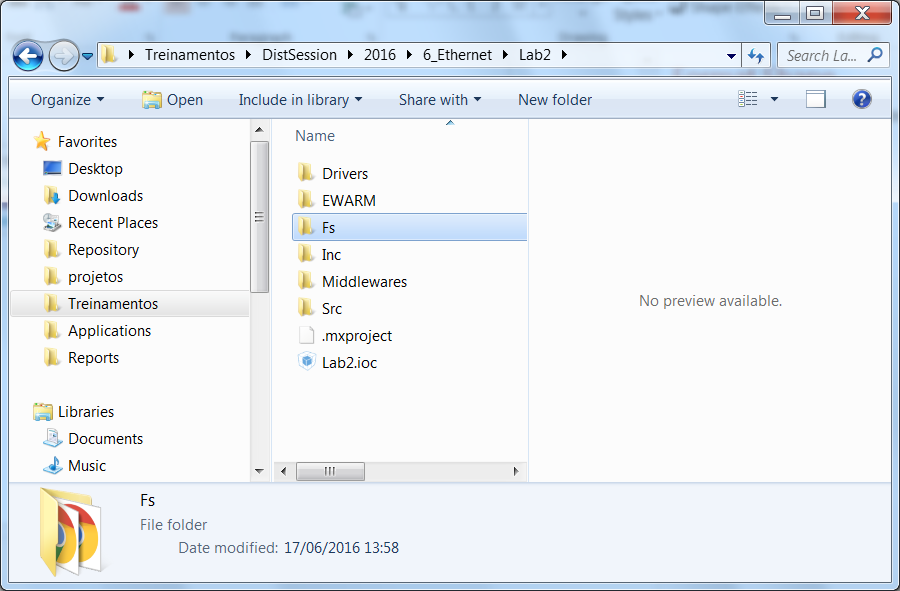 Treinamentos DistSession 2016 6_Ethernet Lab2 Search La...
Organize Open Include in library Share with New folder
Favorites
Desktop
Downloads
Recent Places
Repository
projetos
Treinamentos
Applications
Reports
Libraries
Documents
Music
Name
Drivers
EWARM
Fs
Inc
Middlewares
Src
.mxproject
Lab2.ioc
No preview available.
Fs
File folder
Date modified: 17/06/2016 13:58